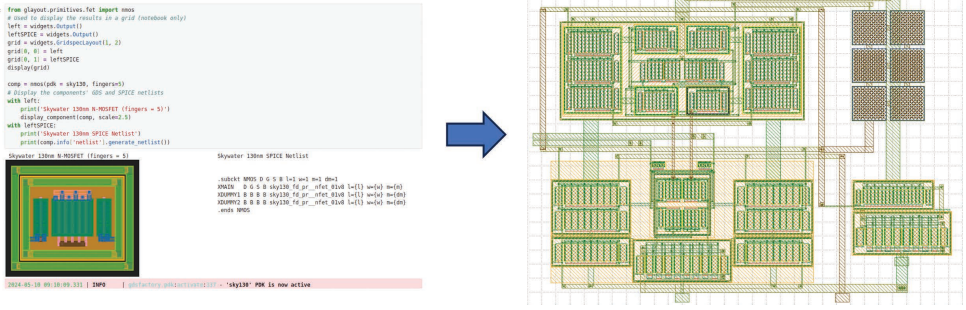 from glayout.primitives.fet import nmos
# Used to display the results in a grid (notebook only)
left = widgets.Output()
leftSPICE = widgets.Output()
grid = widgets.GridspecLayout(1, 2)
grid[0, 0] = left
grid[0, 1] = leftSPICE
display(grid)
comp = nmos(pdk = sky130, fingers=5)
# Display the components' GDS and SPICE netlists
with left:
print('Skywater 130nm N-MOSFET (fingers = 5)')
display_component(comp, scale=2.5)
with leftSPICE:
print('Skywater 130nm SPICE Netlist')
print(comp.info['netlist'].generate_netlist())
Skywater 130nm N-MOSFET (fingers = 5)
Skywater 130nm SPICE Netlist
.subckt NMOS D G S B l=1 w=1 m=1 dm=1
XMAIN D G S B sky130_fd_pr__nfet_01v8 l={l} w={w} m={m}
XDUMMY1 B B B B sky130_fd_pr__nfet_01v8 l={l} w={w} m={dm}
XDUMMY2 B B B B sky130_fd_pr__nfet_01v8 l={l} w={w} m={dm}
.ends NMOS
2024-05-10 09:10:09.331 | INFO | - 'sky130' PDK is now active